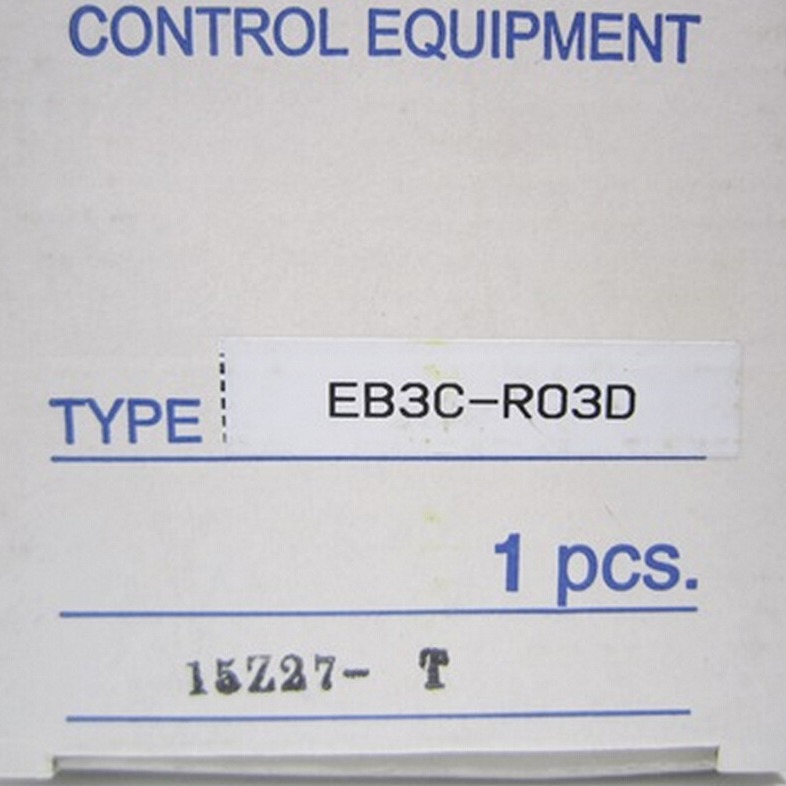 CONTROL EQUIPMENT
TYPE EB3C-R03D
1 pcs.
15Z27- T